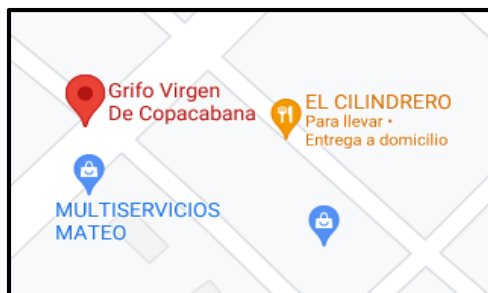 Grifo Virgen
De Copacabana
EL CILINDRERO
Para llevar •
Entrega a domicilio
MULTISERVICIOS
MATEO